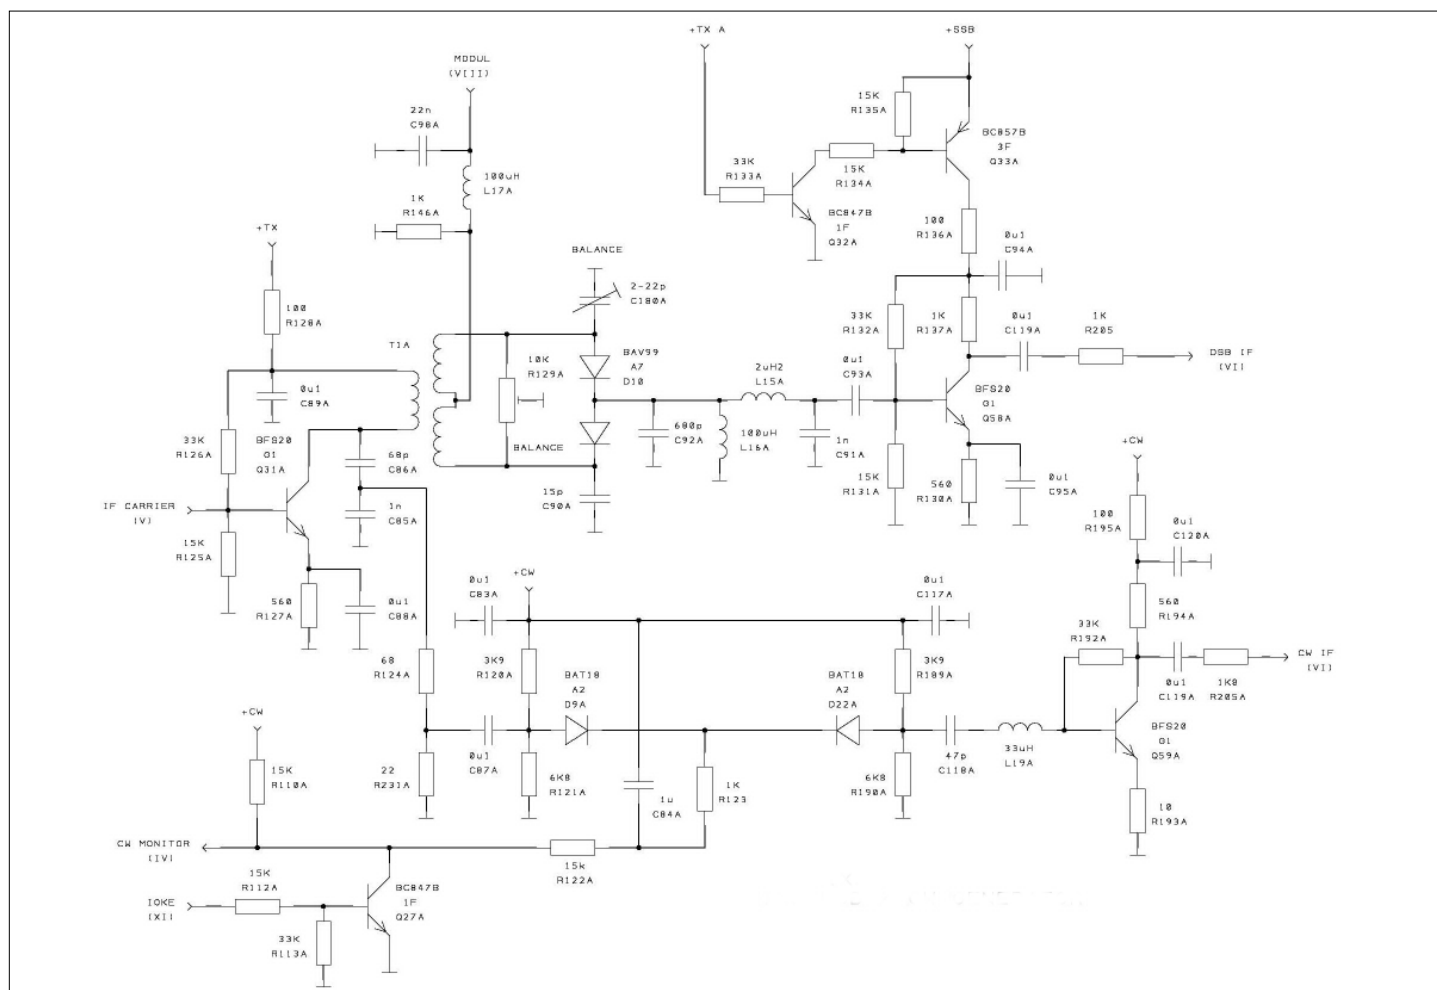 +TX A
+SSB
MODUL
(VIII)
22n
C98A
15K
R135A
BC857B
3F
Q33A
100uH
L17A
33K
R133A
15K
R134A
1K
R146A
BC847B
1F
Q32A
100
R136A
0u1
C94A
+TX
BALANCE
2-22p
C180A
100
R128A
T1A
10K
R129A
BAV99
A7
D10
33K
R132A
1K
R137A
0u1
C119A
1K
R205
DSB IF
(VI)
0u1
C89A
2uH2
L15A
0u1
C93A
BFS20
G1
Q58A
33K
R126A
BFS20
G1
Q31A
68p
C86A
BALANCE
680p
C92A
100uH
L16A
1n
C91A
15K
R131A
560
R130A
0u1
C95A
+CW
IF CARRIER
(V)
1n
C85A
15p
C90A
100
R195A
0u1
C120A
15K
R125A
560
R127A
0u1
C88A
0u1
C83A
+CW
0u1
C117A
560
R194A
33K
R192A
68
R124A
3K9
R120A
BAT18
A2
D9A
BAT18
A2
D22A
3K9
R189A
0u1
C119A
1K8
R205A
CW IF
(VI)
+CW
15K
R110A
22
R231A
0u1
C87A
6K8
R121A
1u
C84A
1K
R123
6K8
R190A
47p
C118A
33uH
L19A
BFS20
G1
Q59A
10
R193A
CW MONITOR
(IV)
15k
R122A
15K
R112A
BC847B
1F
Q27A
IOKE
(XI)
33K
R113A